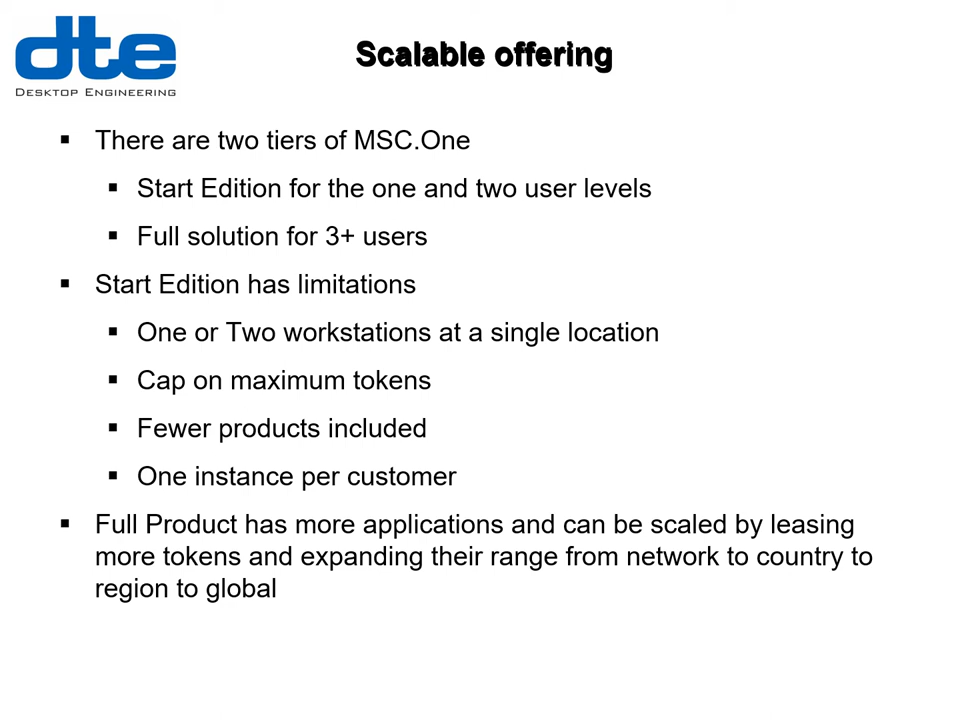 dte
DESKTOP ENGINEERING
Scalable offering
▪ There are two tiers of MSC.One
▪ Start Edition for the one and two user levels
▪ Full solution for 3+ users
▪ Start Edition has limitations
▪ One or Two workstations at a single location
▪ Cap on maximum tokens
▪ Fewer products included
▪ One instance per customer
▪ Full Product has more applications and can be scaled by leasing
more tokens and expanding their range from network to country to
region to global